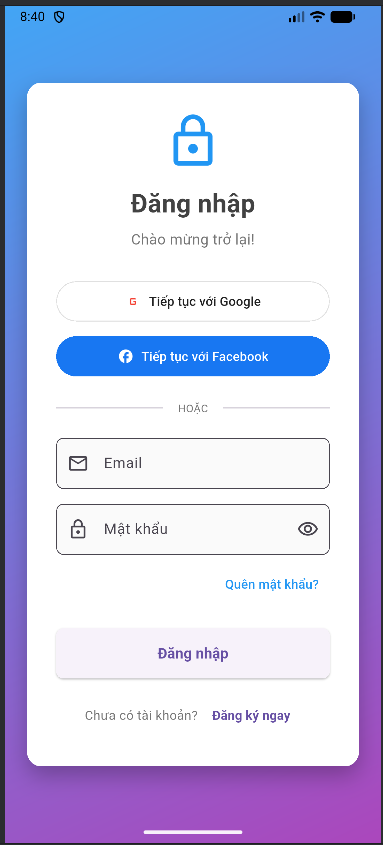 8:40
Đăng nhập
Chào mừng trở lại!
G Tiếp tục với Google
Tiếp tục với Facebook
HOẶC
Email
Mật khẩu
Quên mật khẩu?
Đăng nhập
Chưa có tài khoản? Đăng ký ngay